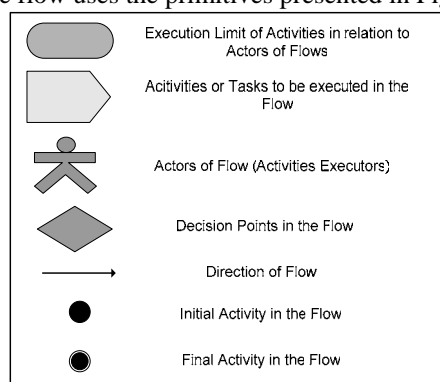 e flow uses the primitives presented in Fig
Execution Limit of Activities in relation to
Actors of Flows
Acitivities or Tasks to be executed in the
Flow
Actors of Flow (Activities Executors)
Decision Points in the Flow
Direction of Flow
Initial Activity in the Flow
Final Activity in the Flow